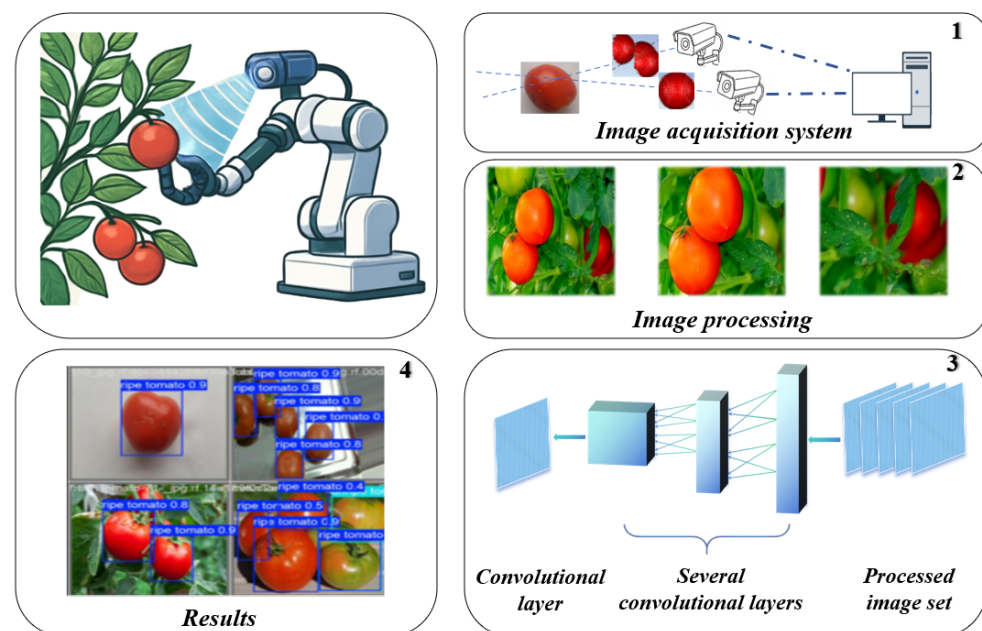 1
Image acquisition system
2
Image processing
3
Convolutional
layer
Several
convolutional layers
Processed
image set
4
ripe tomato 0.9
ripe tomato 0.9
ripe tomato 0.8
ripe tomato 0.9
ripe tomato 0.8
ripe tomato 0.8
ripe tomato 0.9
ripe tomato 0.4
ripe tomato 0.5
ripe tomato 0.9
ripe tomato 0.9
Results